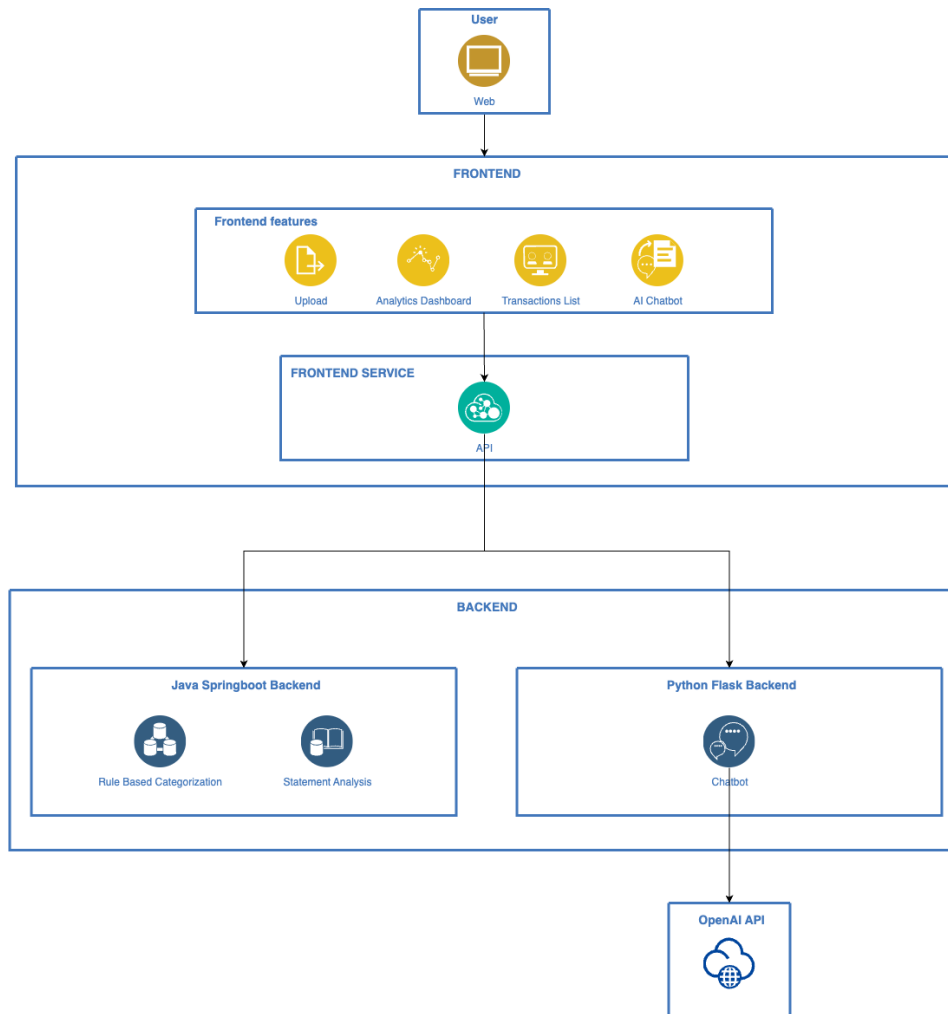 User
Web
FRONTEND
Frontend features
Upload
Analytics Dashboard
Transactions List
AI Chatbot
FRONTEND SERVICE
API
BACKEND
Java Springboot Backend
Rule Based Categorization
Statement Analysis
Python Flask Backend
Chatbot
OpenAI API